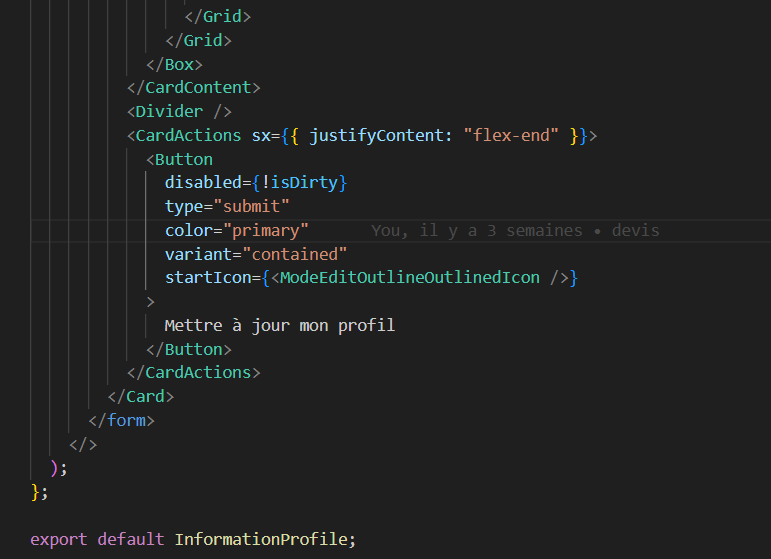 </Grid>
</Grid>
</Box>
</CardContent>
<Divider />
<CardActions sx={{ justifyContent: "flex-end" }}>
<Button
disabled={!isDirty}
type="submit"
color="primary" You, il y a 3 semaines • devis
variant="contained"
startIcon={<ModeEditOutlineOutlinedIcon />}
>
Mettre à jour mon profil
</Button>
</CardActions>
</Card>
</form>
</>
);
};
export default InformationProfile;